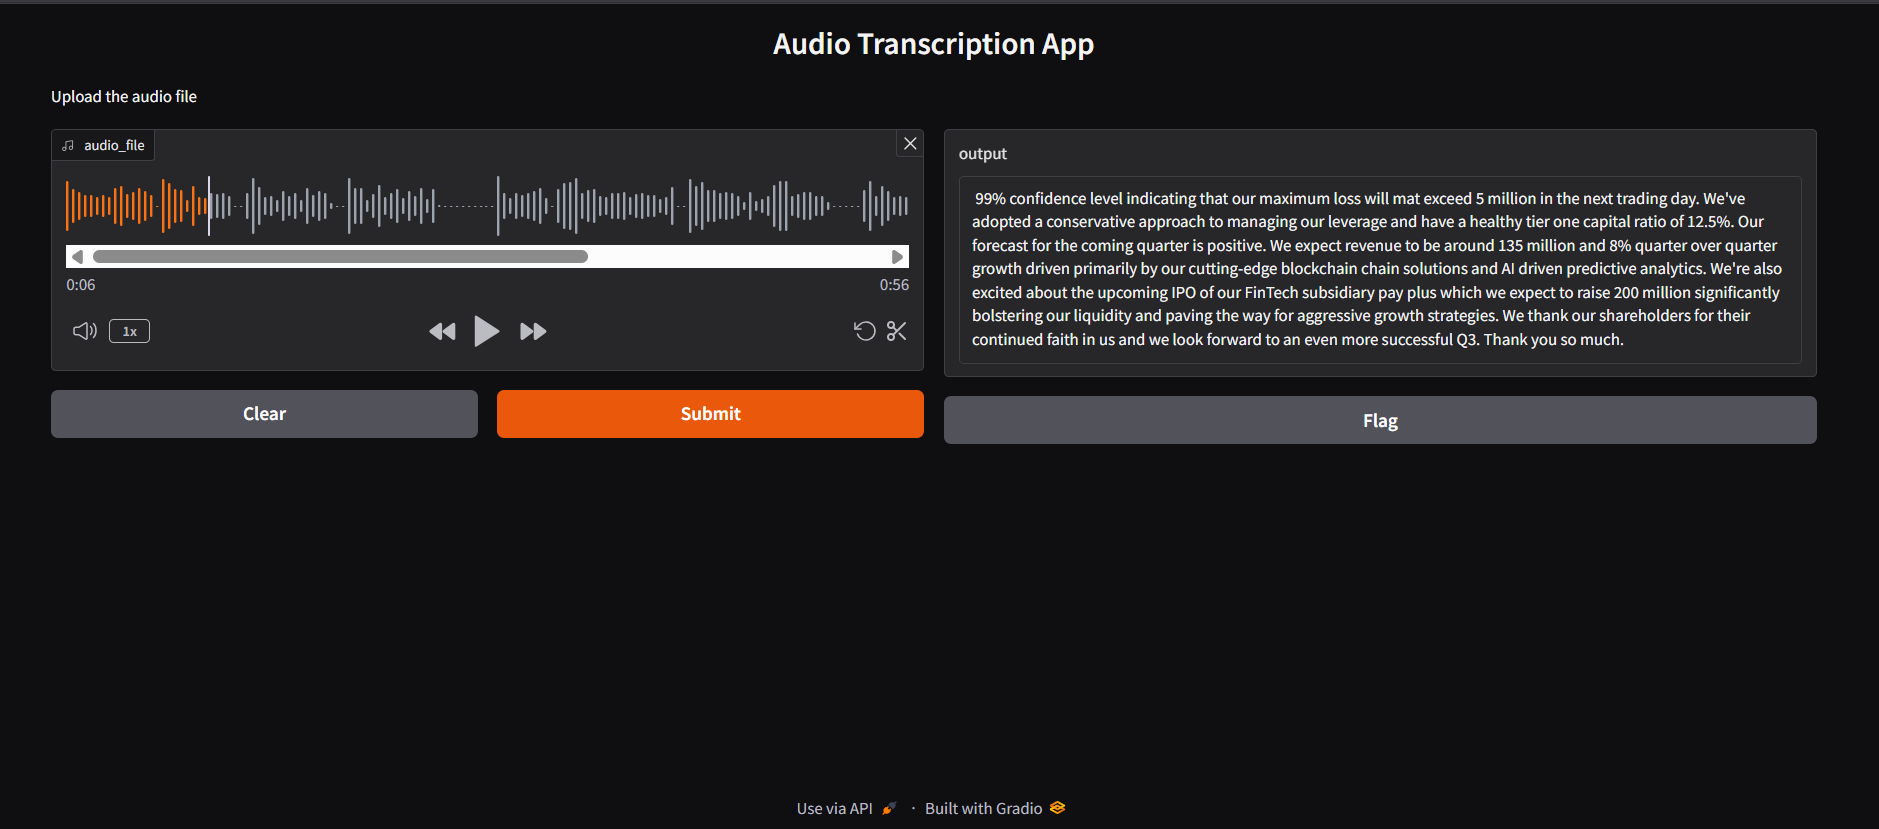 Audio Transcription App
Upload the audio file
audio_file
0:06
0:56
1x
Clear
Submit
output
99% confidence level indicating that our maximum loss will mat exceed 5 million in the next trading day. We've
adopted a conservative approach to managing our leverage and have a healthy tier one capital ratio of 12.5%. Our
forecast for the coming quarter is positive. We expect revenue to be around 135 million and 8% quarter over quarter
growth driven primarily by our cutting-edge blockchain chain solutions and AI driven predictive analytics. We're also
excited about the upcoming IPO of our FinTech subsidiary pay plus which we expect to raise 200 million significantly
bolstering our liquidity and paving the way for aggressive growth strategies. We thank our shareholders for their
continued faith in us and we look forward to an even more successful Q3. Thank you so much.
Flag
Use via API · Built with Gradio